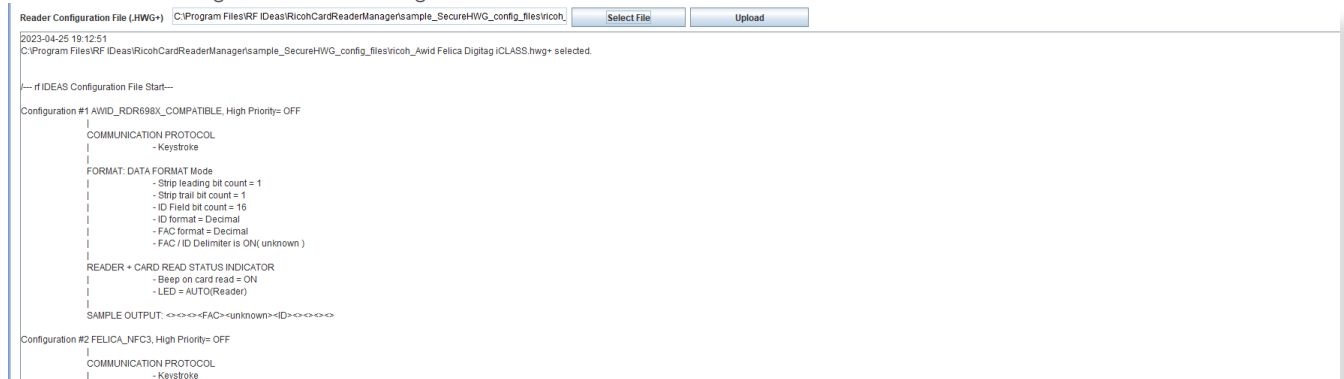 Reader Configuration File (.HWG+) C:\Program Files\RF IDeas\RicohCardReaderManager\sample_SecureHWG_config_files\ricoh_ Select File Upload
2023-04-25 19:12:51
C:\Program Files\RF IDeas\RicohCardReaderManager\sample_SecureHWG_config_files\ricoh_Awid Felica Digitag iCLASS.hwg+ selected.
/--- rf IDEAS Configuration File Start---
Configuration #1 AWID_RDR698X_COMPATIBLE, High Priority= OFF
|
COMMUNICATION PROTOCOL
| - Keystroke
|
FORMAT: DATA FORMAT Mode
| - Strip leading bit count = 1
| - Strip trail bit count = 1
| - ID Field bit count = 16
| - ID format = Decimal
| - FAC format = Decimal
| - FAC / ID Delimiter is ON( unknown )
|
READER + CARD READ STATUS INDICATOR
| - Beep on card read = ON
| - LED = AUTO(Reader)
|
SAMPLE OUTPUT: <><><><FAC><unknown><ID><><><><>
Configuration #2 FELICA_NFC3, High Priority= OFF
|
COMMUNICATION PROTOCOL
| - Keystroke